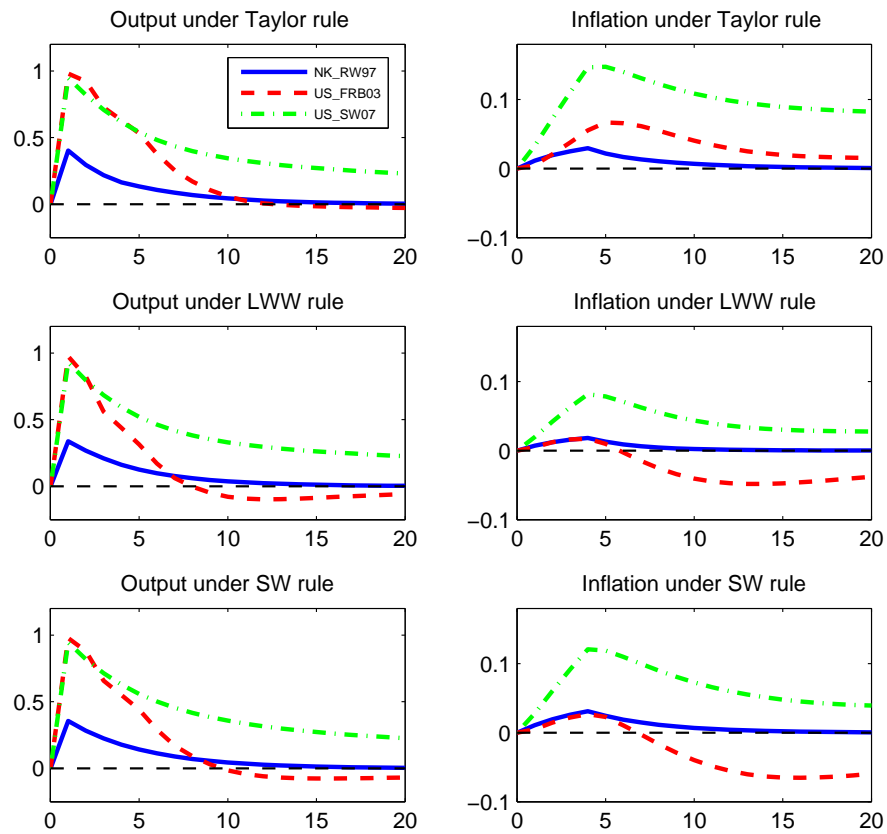 Output under Taylor rule
1
0.5
0
0 5 10 15 20
NK_RW97
US_FRB03
US_SW07
Inflation under Taylor rule
0.1
0
−0.1
0 5 10 15 20
Output under LWW rule
1
0.5
0
0 5 10 15 20
Inflation under LWW rule
0.1
0
−0.1
0 5 10 15 20
Output under SW rule
1
0.5
0
0 5 10 15 20
Inflation under SW rule
0.1
0
−0.1
0 5 10 15 20